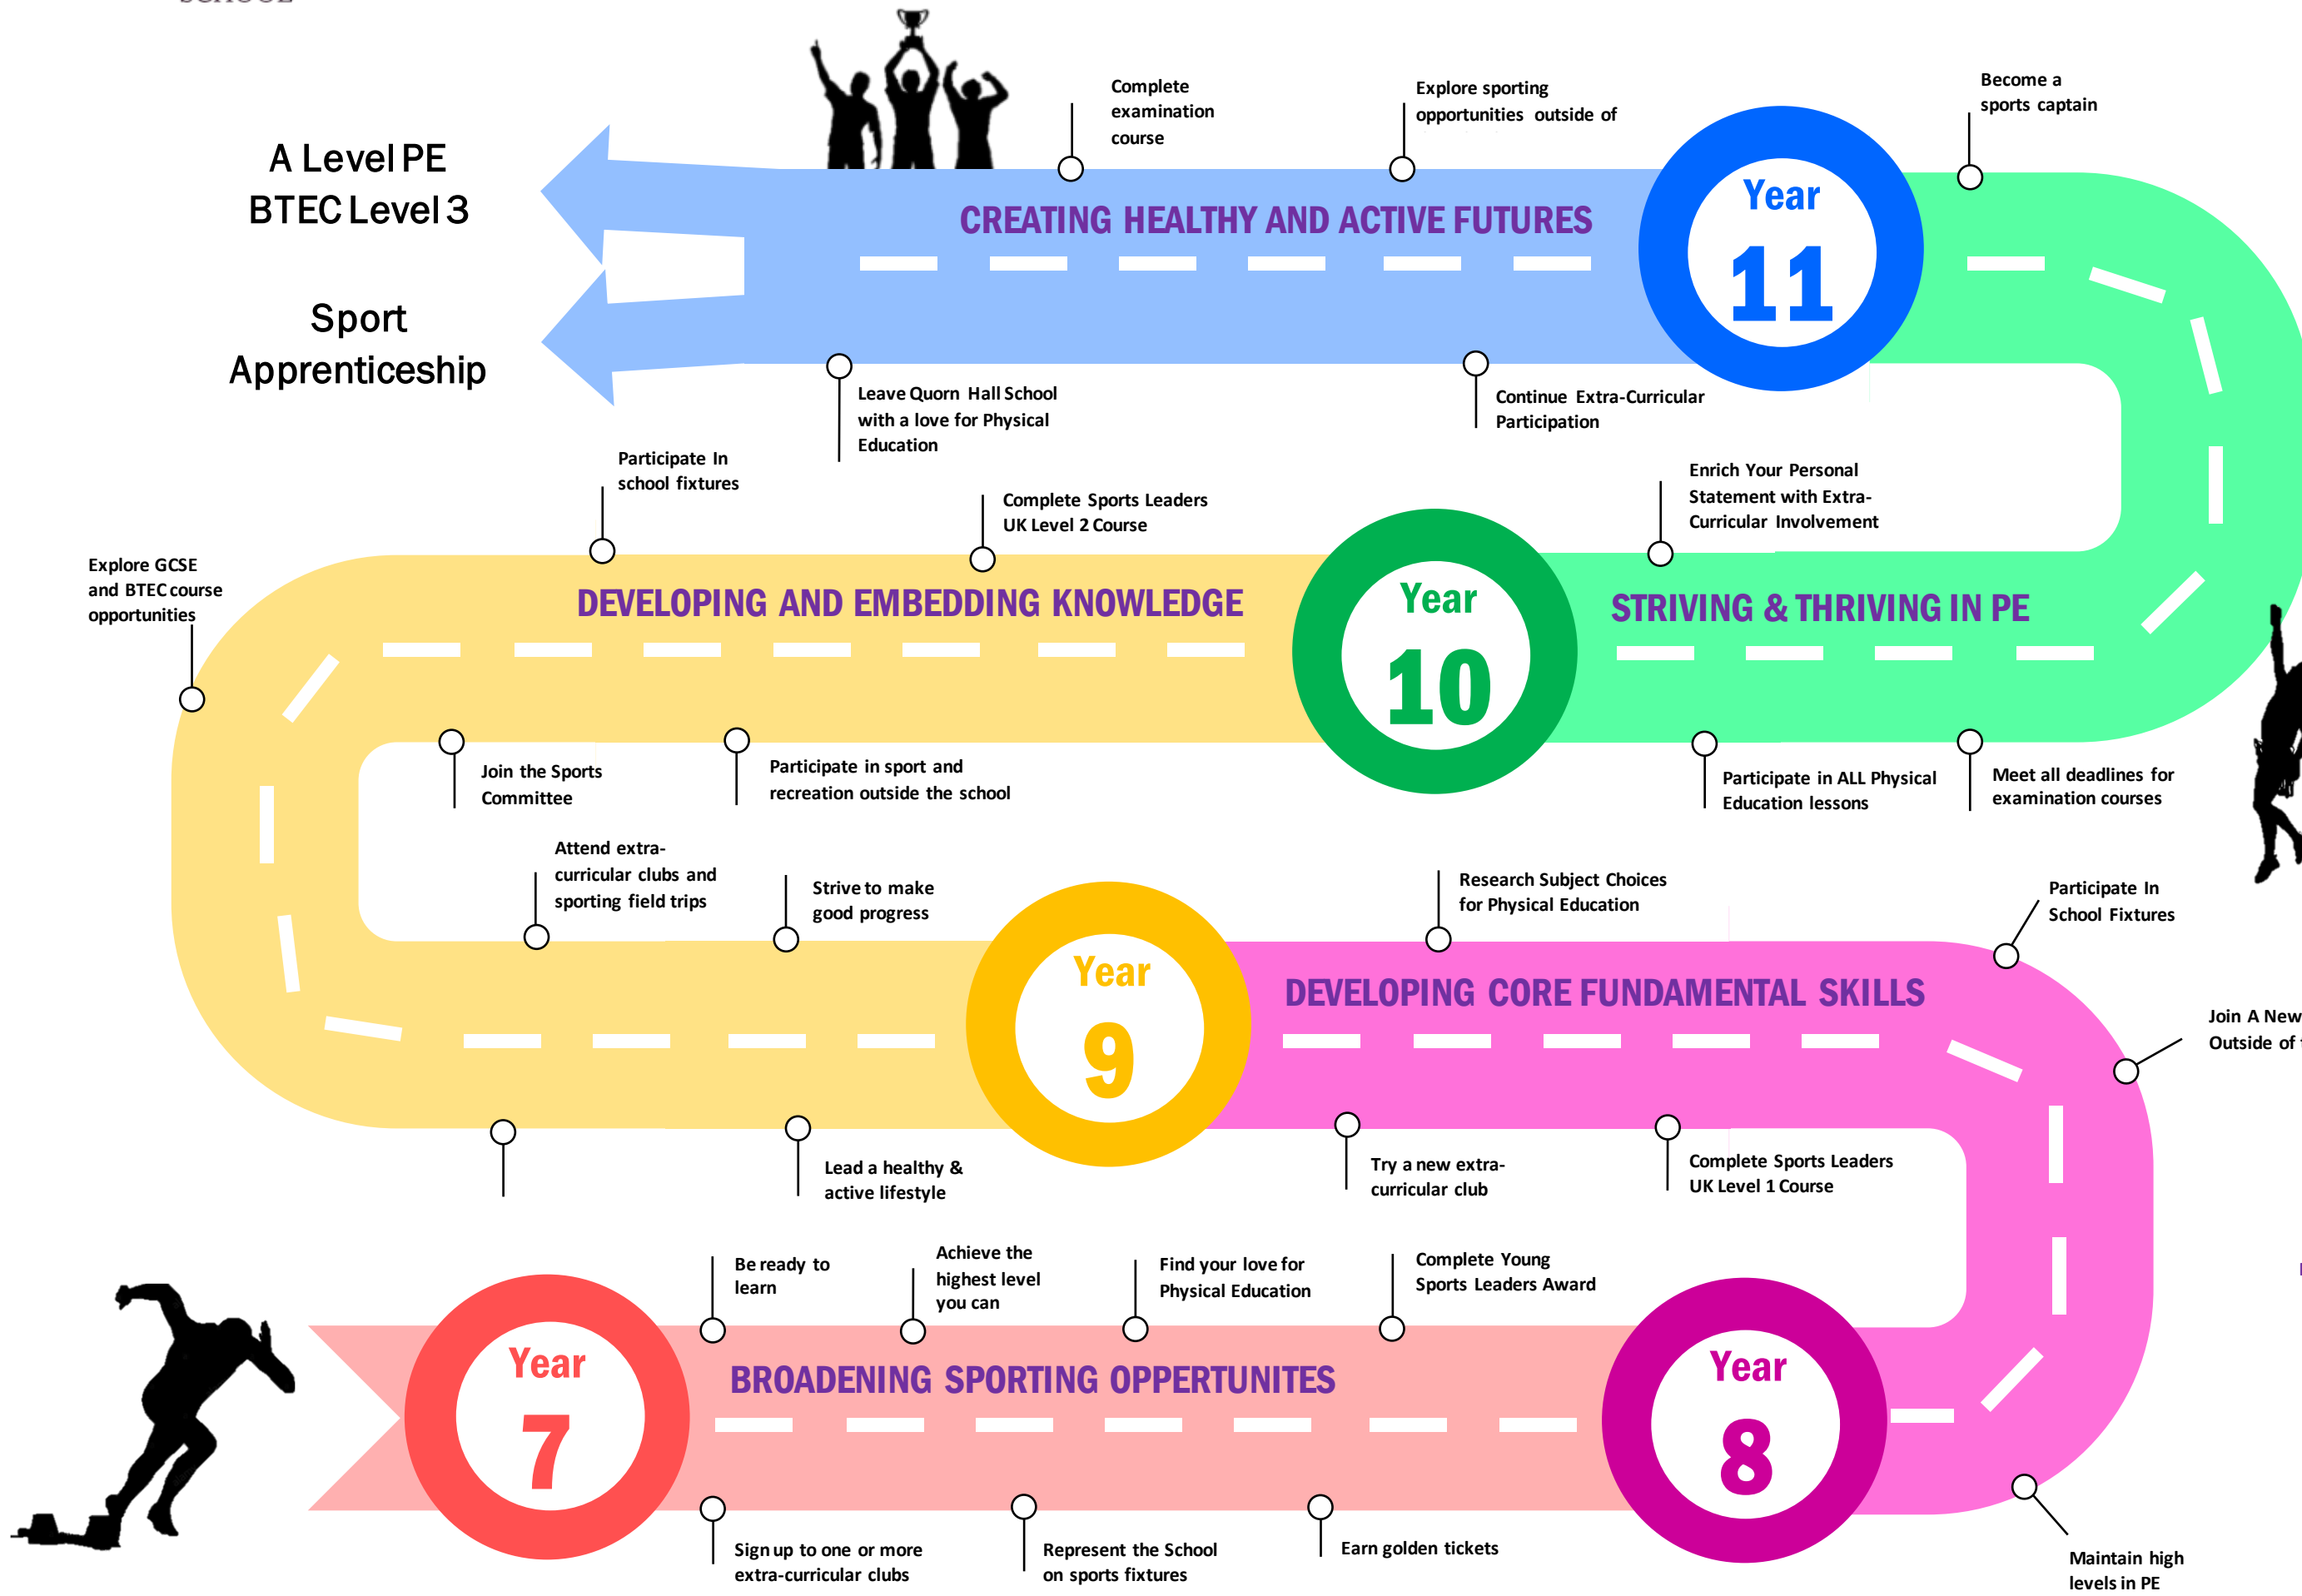 A Level PE
BTEC Level 3
Sport
Apprenticeship
Complete
examination
course
Explore sporting
opportunities outside of
Become a
sports captain
CREATING HEALTHY AND ACTIVE FUTURES
Year
11
Leave Quorn Hall School
with a love for Physical
Education
Continue Extra-Curricular
Participation
Participate In
school fixtures
Complete Sports Leaders
UK Level 2 Course
Enrich Your Personal
Statement with Extra-
Curricular Involvement
Explore GCSE
and BTEC course
opportunities
DEVELOPING AND EMBEDDING KNOWLEDGE
Year
10
STRIVING & THRIVING IN PE
Join the Sports
Committee
Participate in sport and
recreation outside the school
Participate in ALL Physical
Education lessons
Meet all deadlines for
examination courses
Attend extra-
curricular clubs and
sporting field trips
Strive to make
good progress
Research Subject Choices
for Physical Education
Participate In
School Fixtures
Year
9
DEVELOPING CORE FUNDAMENTAL SKILLS
Join A New
Outside of
Lead a healthy &
active lifestyle
Try a new extra-
curricular club
Complete Sports Leaders
UK Level 1 Course
Be ready to
learn
Achieve the
highest level
you can
Find your love for
Physical Education
Complete Young
Sports Leaders Award
Year
7
BROADENING SPORTING OPPERTUNITES
Year
8
Sign up to one or more
extra-curricular clubs
Represent the School
on sports fixtures
Earn golden tickets
Maintain high
levels in PE